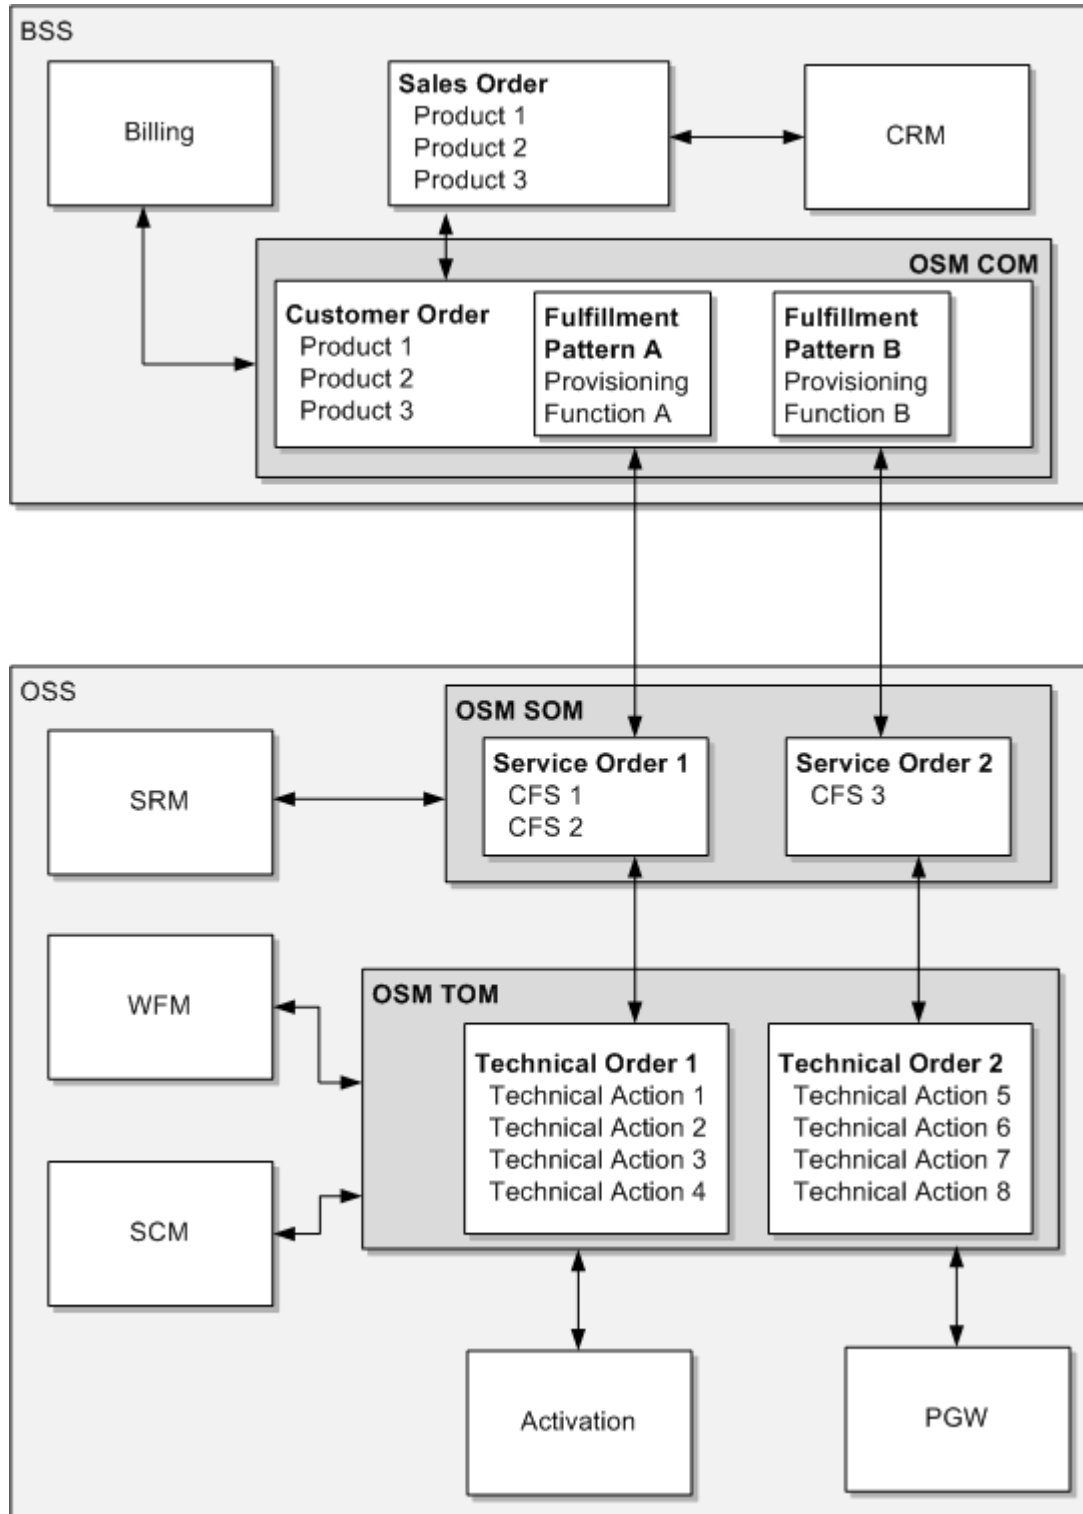 BSS
Billing
Sales Order
Product 1
Product 2
Product 3
CRM
OSM COM
Customer Order
Product 1
Product 2
Product 3
Fulfillment
Pattern A
Provisioning
Function A
Fulfillment
Pattern B
Provisioning
Function B
OSS
OSM SOM
SRM
Service Order 1
CFS 1
CFS 2
Service Order 2
CFS 3
WFM
OSM TOM
Technical Order 1
Technical Action 1
Technical Action 2
Technical Action 3
Technical Action 4
Technical Order 2
Technical Action 5
Technical Action 6
Technical Action 7
Technical Action 8
SCM
Activation
PGW